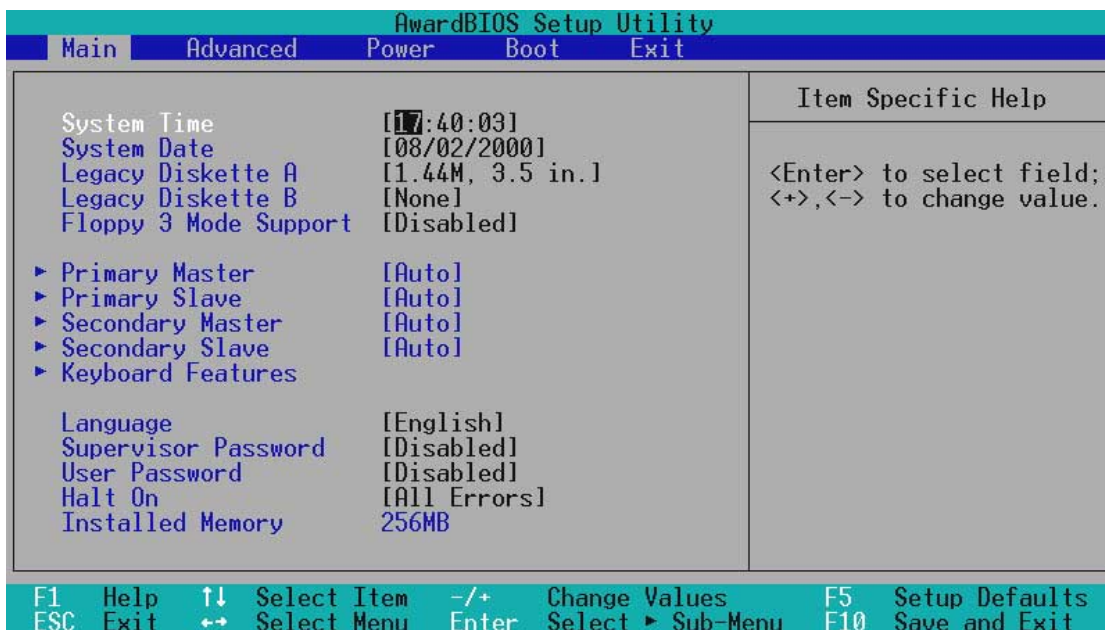 AwardBIOS Setup Utility
Main Advanced Power Boot Exit
System Time [17:40:03]
System Date [08/02/2000]
Legacy Diskette A [1.44M, 3.5 in.]
Legacy Diskette B [None]
Floppy 3 Mode Support [Disabled]
▶ Primary Master [Auto]
▶ Primary Slave [Auto]
▶ Secondary Master [Auto]
▶ Secondary Slave [Auto]
▶ Keyboard Features
Language [English]
Supervisor Password [Disabled]
User Password [Disabled]
Halt On [All Errors]
Installed Memory 256MB
Item Specific Help
<Enter> to select field;
<+>,<-> to change value.
F1 Help ↑↓ Select Item -/+ Change Values F5 Setup Defaults
ESC Exit ←→ Select Menu Enter Select ▶ Sub-Menu F10 Save and Exit